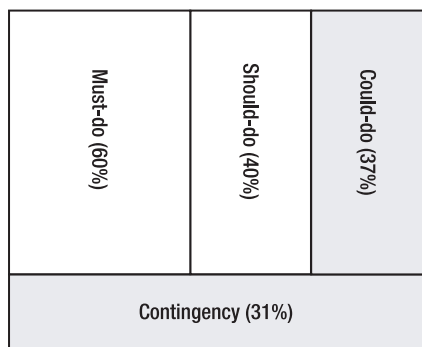 Must-do (60%)
Should-do (40%)
Could-do (37%)
Contingency (31%)